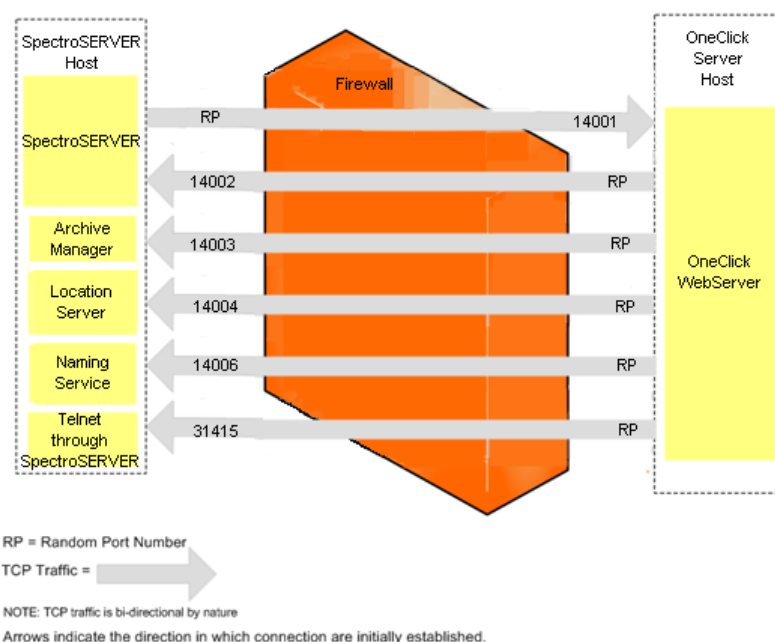 SpectroSERVER
Host
OneClick
Server
Host
Firewall
RP
14001
SpectroSERVER
14002
RP
Archive
Manager
14003
RP
OneClick
WebServer
Location
Server
14004
RP
Naming
Service
14006
RP
Telnet
through
SpectroSERVER
31415
RP
RP = Random Port Number
TCP Traffic =
NOTE: TCP traffic is bi-directional by nature
Arrows indicate the direction in which connection are initially established.